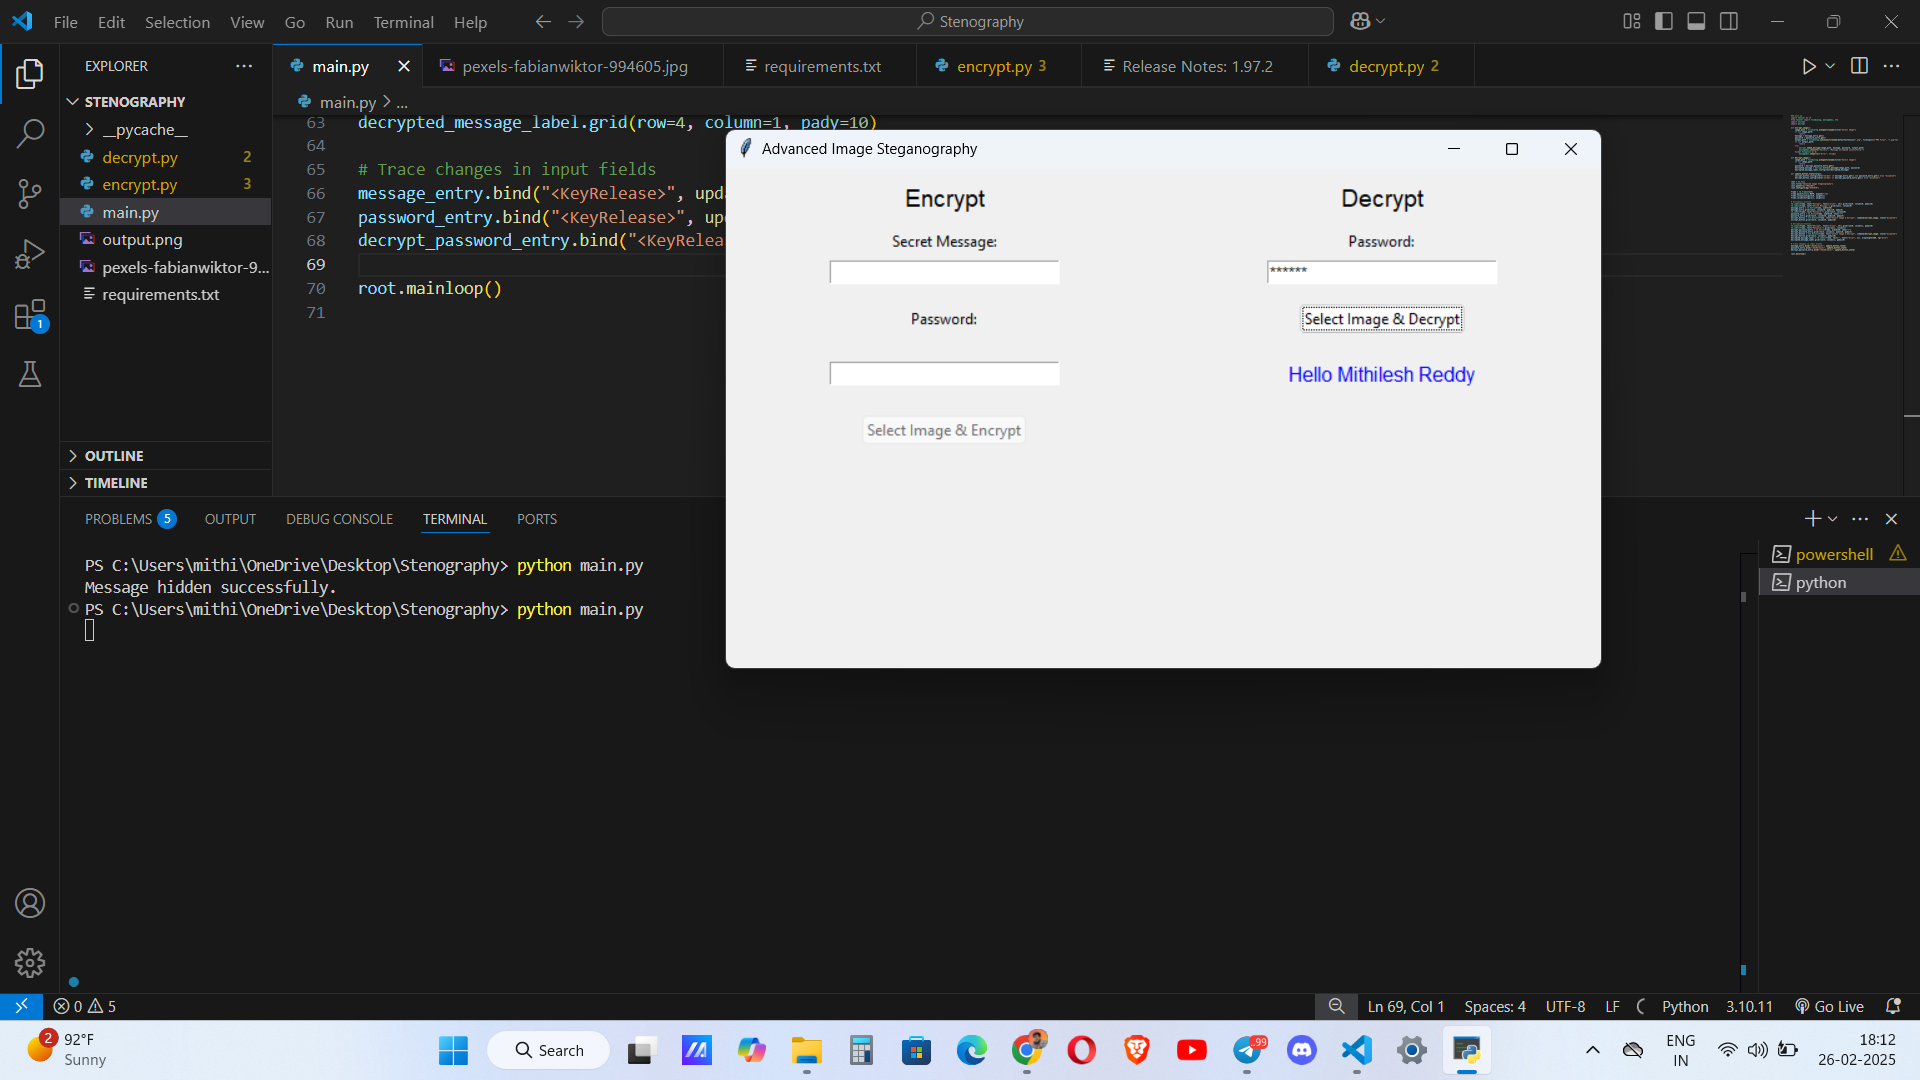 File Edit Selection View Go Run Terminal Help
Stenography
EXPLORER
STENOGRAPHY
__pycache__
decrypt.py 2
encrypt.py 3
main.py
output.png
pexels-fabianwiktor-9...
requirements.txt
OUTLINE
TIMELINE
1
main.py
pexels-fabianwiktor-994605.jpg
requirements.txt
encrypt.py 3
Release Notes: 1.97.2
decrypt.py 2
main.py > ...
63 decrypted_message_label.grid(row=4, column=1, pady=10)
64
65 # Trace changes in input fields
66 message_entry.bind("<KeyRelease>", upda
67 password_entry.bind("<KeyRelease>", up
68 decrypt_password_entry.bind("<KeyRelea
69
70 root.mainloop()
71
Advanced Image Steganography
Encrypt
Secret Message:
Password:
Select Image & Encrypt
Decrypt
Password:
******
Select Image & Decrypt
Hello Mithilesh Reddy
PROBLEMS 5 OUTPUT DEBUG CONSOLE TERMINAL PORTS
PS C:\Users\mithi\OneDrive\Desktop\Stenography> python main.py
Message hidden successfully.
PS C:\Users\mithi\OneDrive\Desktop\Stenography> python main.py
powershell
python
0 5
Ln 69, Col 1 Spaces: 4 UTF-8 LF Python 3.10.11 Go Live
2
92°F
Sunny
Search
.99
ENG
IN
18:12
26-02-2025